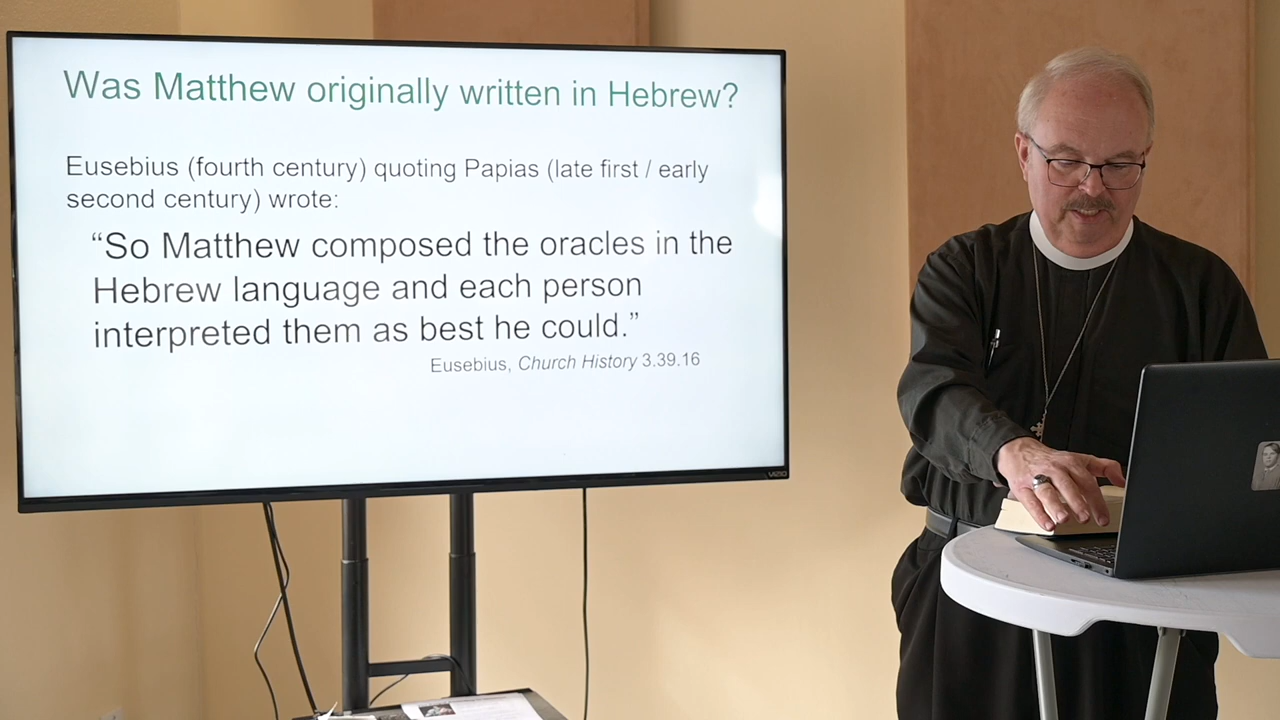 Was Matthew originally written in Hebrew?
Eusebius (fourth century) quoting Papias (late first / early
second century) wrote:
“So Matthew composed the oracles in the
Hebrew language and each person
interpreted them as best he could.”
Eusebius, Church History 3.39.16
VIZIO